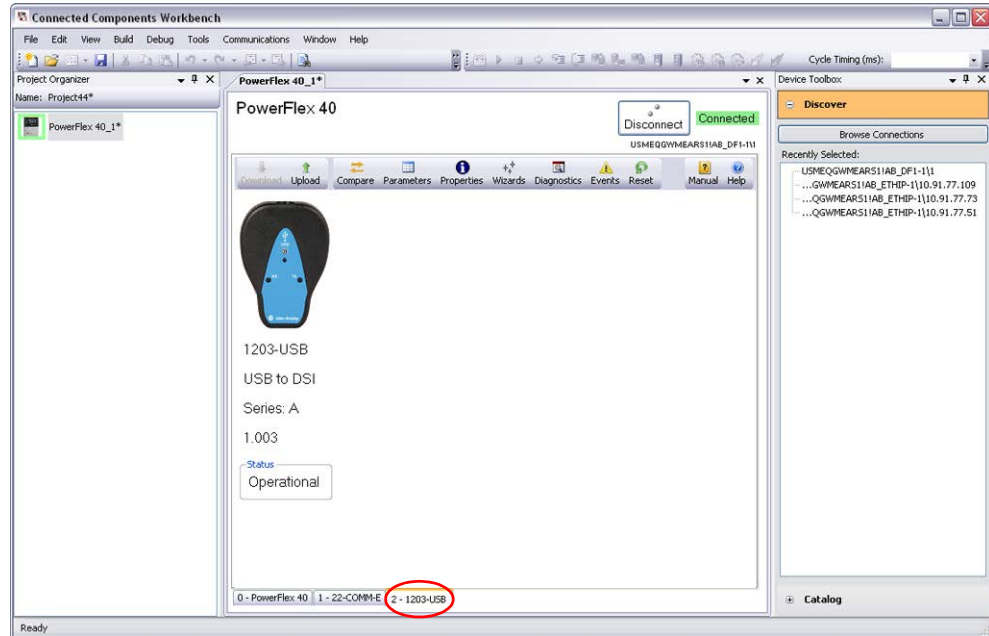 Connected Components Workbench
File Edit View Build Debug Tools Communications Window Help
Cycle Timing (ms):
Project Organizer
Name: Project44*
PowerFlex 40_1*
PowerFlex 40_1*
PowerFlex 40
Disconnect
Connected
USMEQGWMEARS1!AB_DF1-1\1
Download Upload Compare Parameters Properties Wizards Diagnostics Events Reset Manual Help
1203-USB
USB to DSI
Series: A
1.003
Status
Operational
0 - PowerFlex 40 1 - 22-COMM-E 2 - 1203-USB
Device Toolbox
Discover
Browse Connections
Recently Selected:
USMEQGWMEARS1!AB_DF1-1\1
...GWMEARS1!AB_ETHIP-1\10.91.77.109
...QGWMEARS1!AB_ETHIP-1\10.91.77.73
...QGWMEARS1!AB_ETHIP-1\10.91.77.51
Catalog
Ready